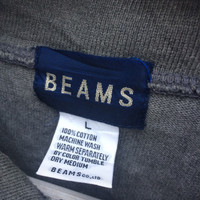 BEAMS
L
100% COTTON
MACHINE WASH
WARM SEPARATELY
BY COLOR TUMBLE
DRY MEDIUM
BEAMS CO., LTD.